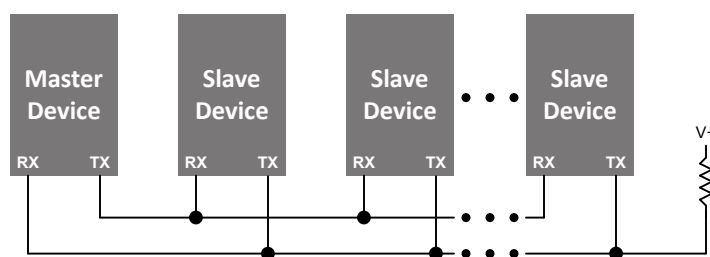 Master
Device
Slave
Device
Slave
Device
Slave
Device
RX TX
RX TX
RX TX
RX TX
V+